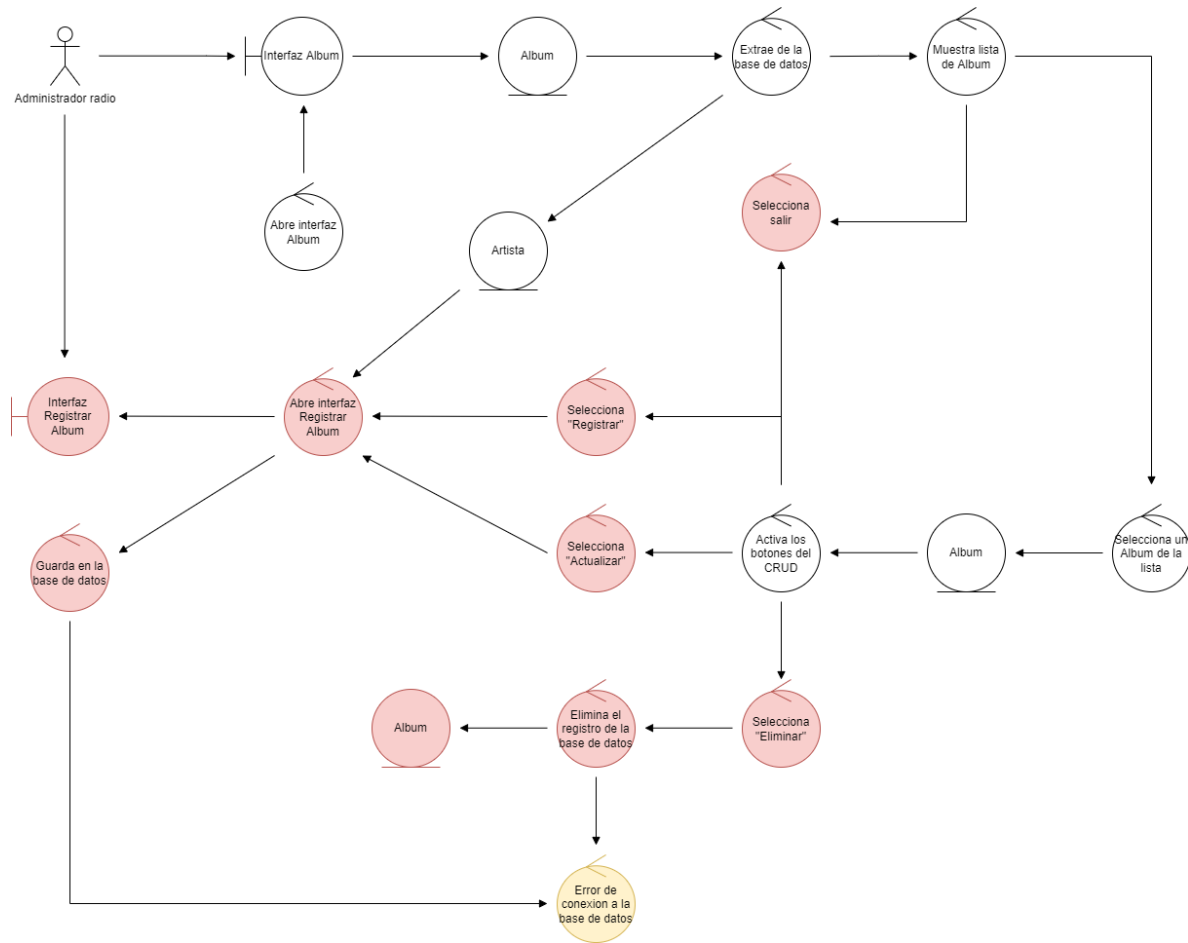 Administrador radio
Interfaz Album
Album
Extrae de la
base de datos
Muestra lista
de Album
Abre interfaz
Album
Artista
Selecciona
salir
Interfaz
Registrar
Album
Abre interfaz
Registrar
Album
Selecciona
"Registrar"
Guarda en la
base de datos
Selecciona
"Actualizar"
Activa los
botones del
CRUD
Album
Selecciona un
Album de la
lista
Album
Elimina el
registro de la
base de datos
Selecciona
"Eliminar"
Error de
conexion a la
base de datos